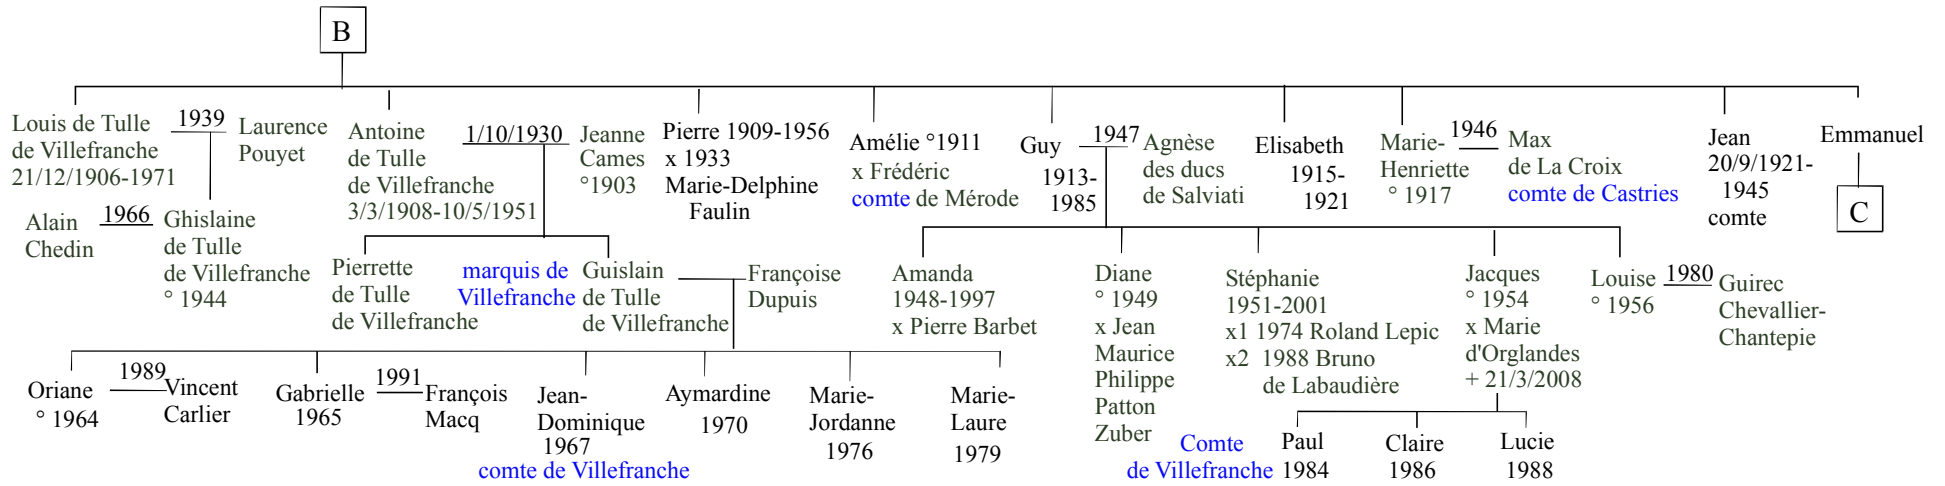 B
Louis de Tulle
de Villefranche
21/12/1906-1971
1939
Laurence
Pouyet
Antoine
de Tulle
de Villefranche
3/3/1908-10/5/1951
1/10/1930
Jeanne
Cames
°1903
Pierre 1909-1956
x 1933
Marie-Delphine
Faulin
Amélie °1911
x Frédéric
comte de Mérode
Guy
1913-
1985
1947
Agnèse
des ducs
de Salviati
Elisabeth
1915-
1921
Marie-
Henriette
° 1917
1946
Max
de La Croix
comte de Castries
Jean
20/9/1921-
1945
comte
Emmanuel
C
Alain
Chedin
1966
Ghislaine
de Tulle
de Villefranche
° 1944
Pierrette
de Tulle
de Villefranche
marquis de
Villefranche
Guislain
de Tulle
de Villefranche
Françoise
Dupuis
Amanda
1948-1997
x Pierre Barbet
Diane
° 1949
x Jean
Maurice
Philippe
Patton
Zuber
Stéphanie
1951-2001
x1 1974 Roland Lepic
x2 1988 Bruno
de Labaudière
Jacques
° 1954
x Marie
d'Orglandes
+ 21/3/2008
Louise
° 1956
1980
Guirec
Chevallier-
Chantepie
Oriane
° 1964
1989
Vincent
Carlier
Gabrielle
1965
1991
François
Macq
Jean-
Dominique
1967
comte de Villefranche
Aymardine
1970
Marie-
Jordanne
1976
Marie-
Laure
1979
Comte
de Villefranche
Paul
1984
Claire
1986
Lucie
1988